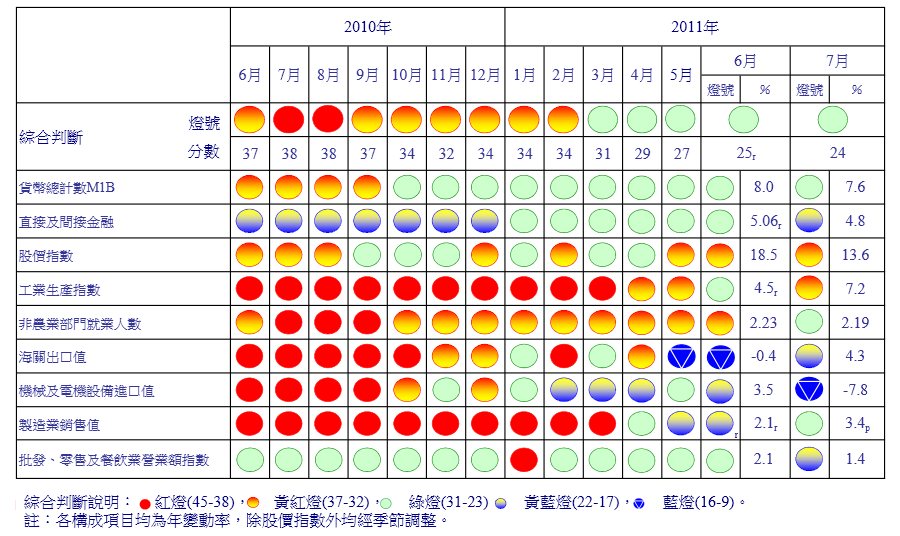 2010年 2011年
6月 7月 8月 9月 10月 11月 12月 1月 2月 3月 4月 5月 6月 7月
燈號 % 燈號 %
綜合判斷 燈號
分數 37 38 38 37 34 32 34 34 34 31 29 27 25r 24
貨幣總計數M1B 8.0 7.6
直接及間接金融 5.06r 4.8
股價指數 18.5 13.6
工業生產指數 4.5r 7.2
非農業部門就業人數 2.23 2.19
海關出口值 -0.4 4.3
機械及電機設備進口值 3.5 -7.8
製造業銷售值 r 2.1r 3.4p
批發、零售及餐飲業營業額指數 2.1 1.4
綜合判斷說明： 紅燈(45-38)， 黃紅燈(37-32)， 綠燈(31-23) 黃藍燈(22-17)， 藍燈(16-9)。
註：各構成項目均為年變動率，除股價指數外均經季節調整。